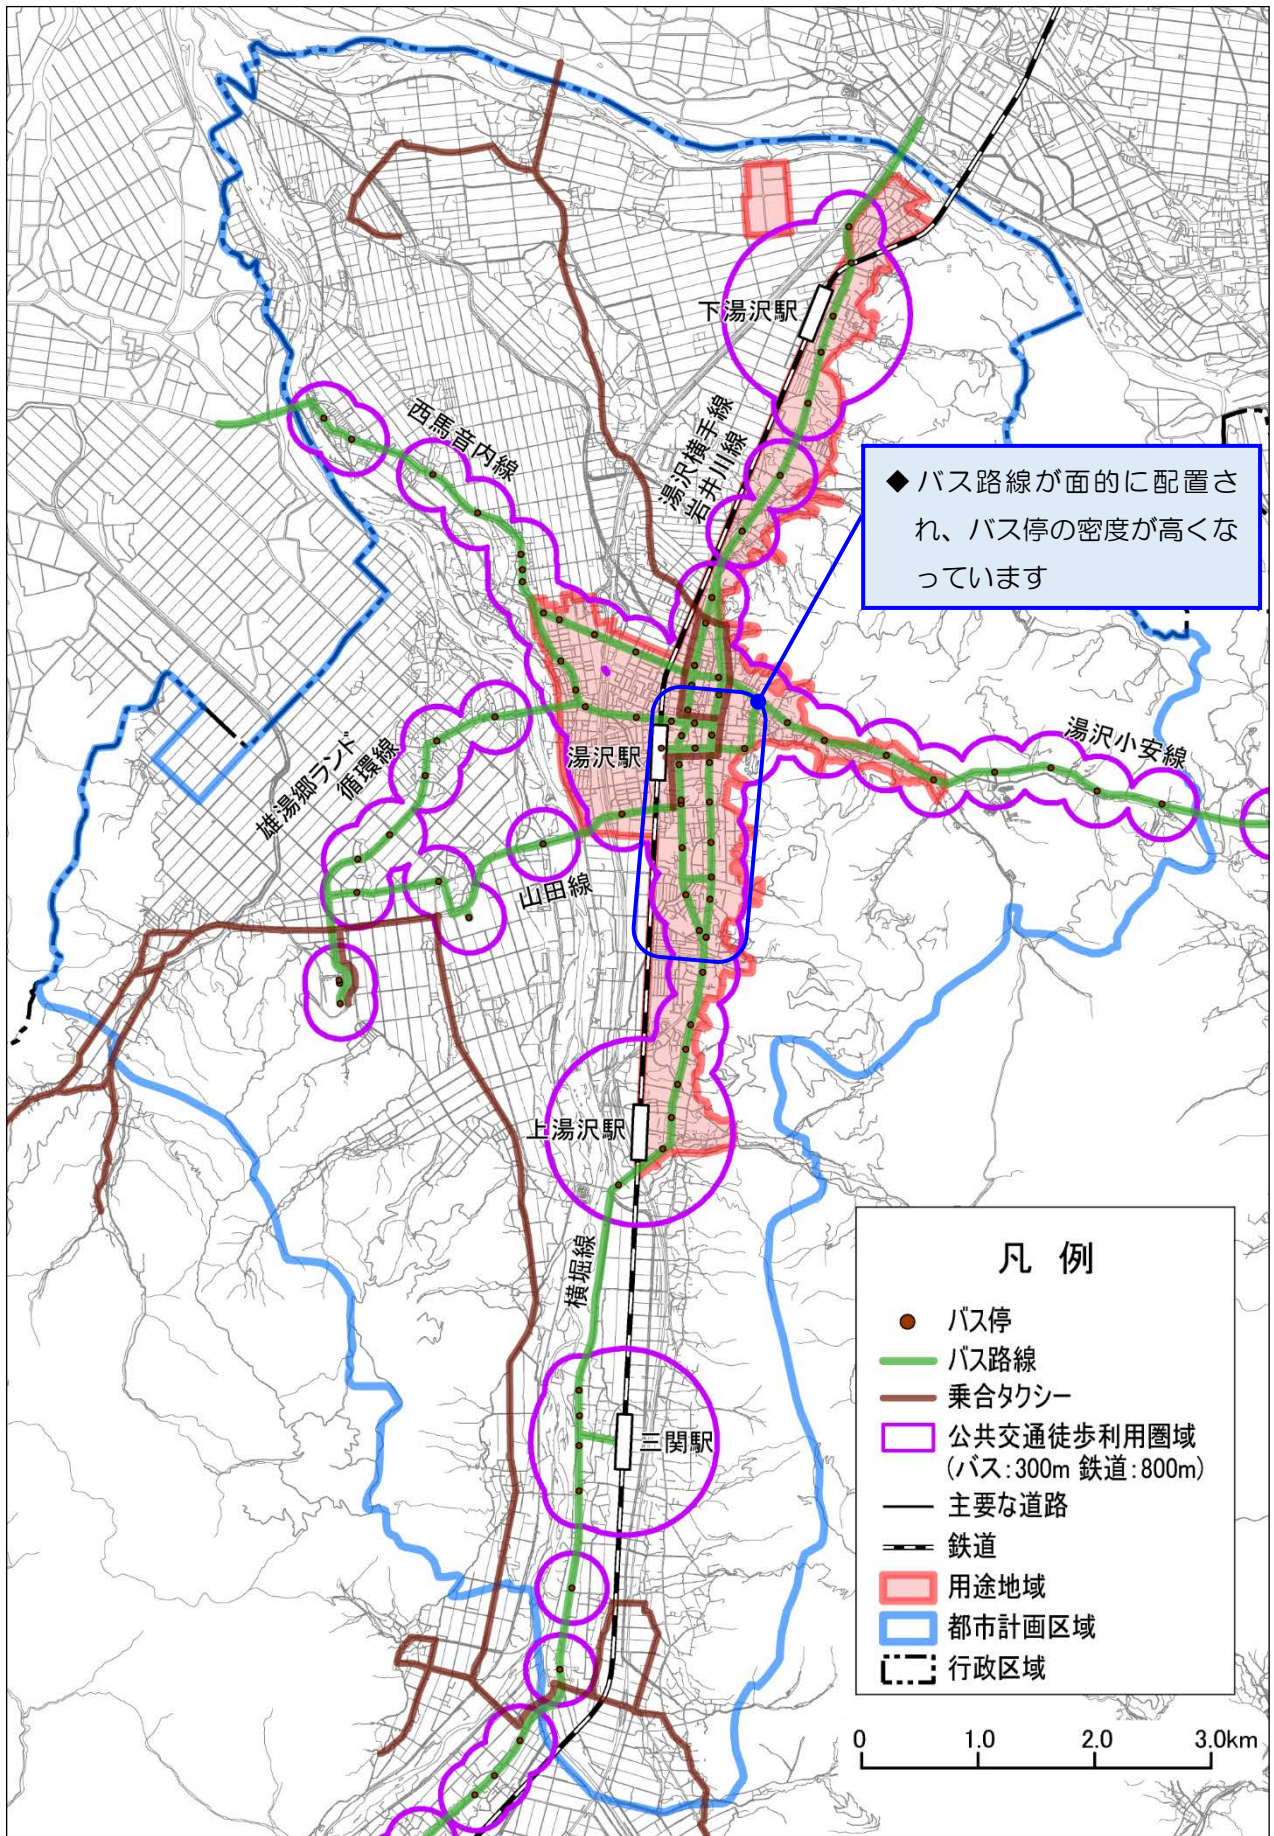 下湯沢駅
西馬音内線
湯沢横手線
岩井川線
◆バス路線が面的に配置さ
れ、バス停の密度が高くな
っています
湯沢駅
湯沢小安線
雄湯郷ランド
循環線
山田線
上湯沢駅
横堀線
三関駅
凡 例
バス停
バス路線
乗合タクシー
公共交通徒歩利用圏域
(バス:300m 鉄道:800m)
主要な道路
鉄道
用途地域
都市計画区域
行政区域
0 1.0 2.0 3.0km